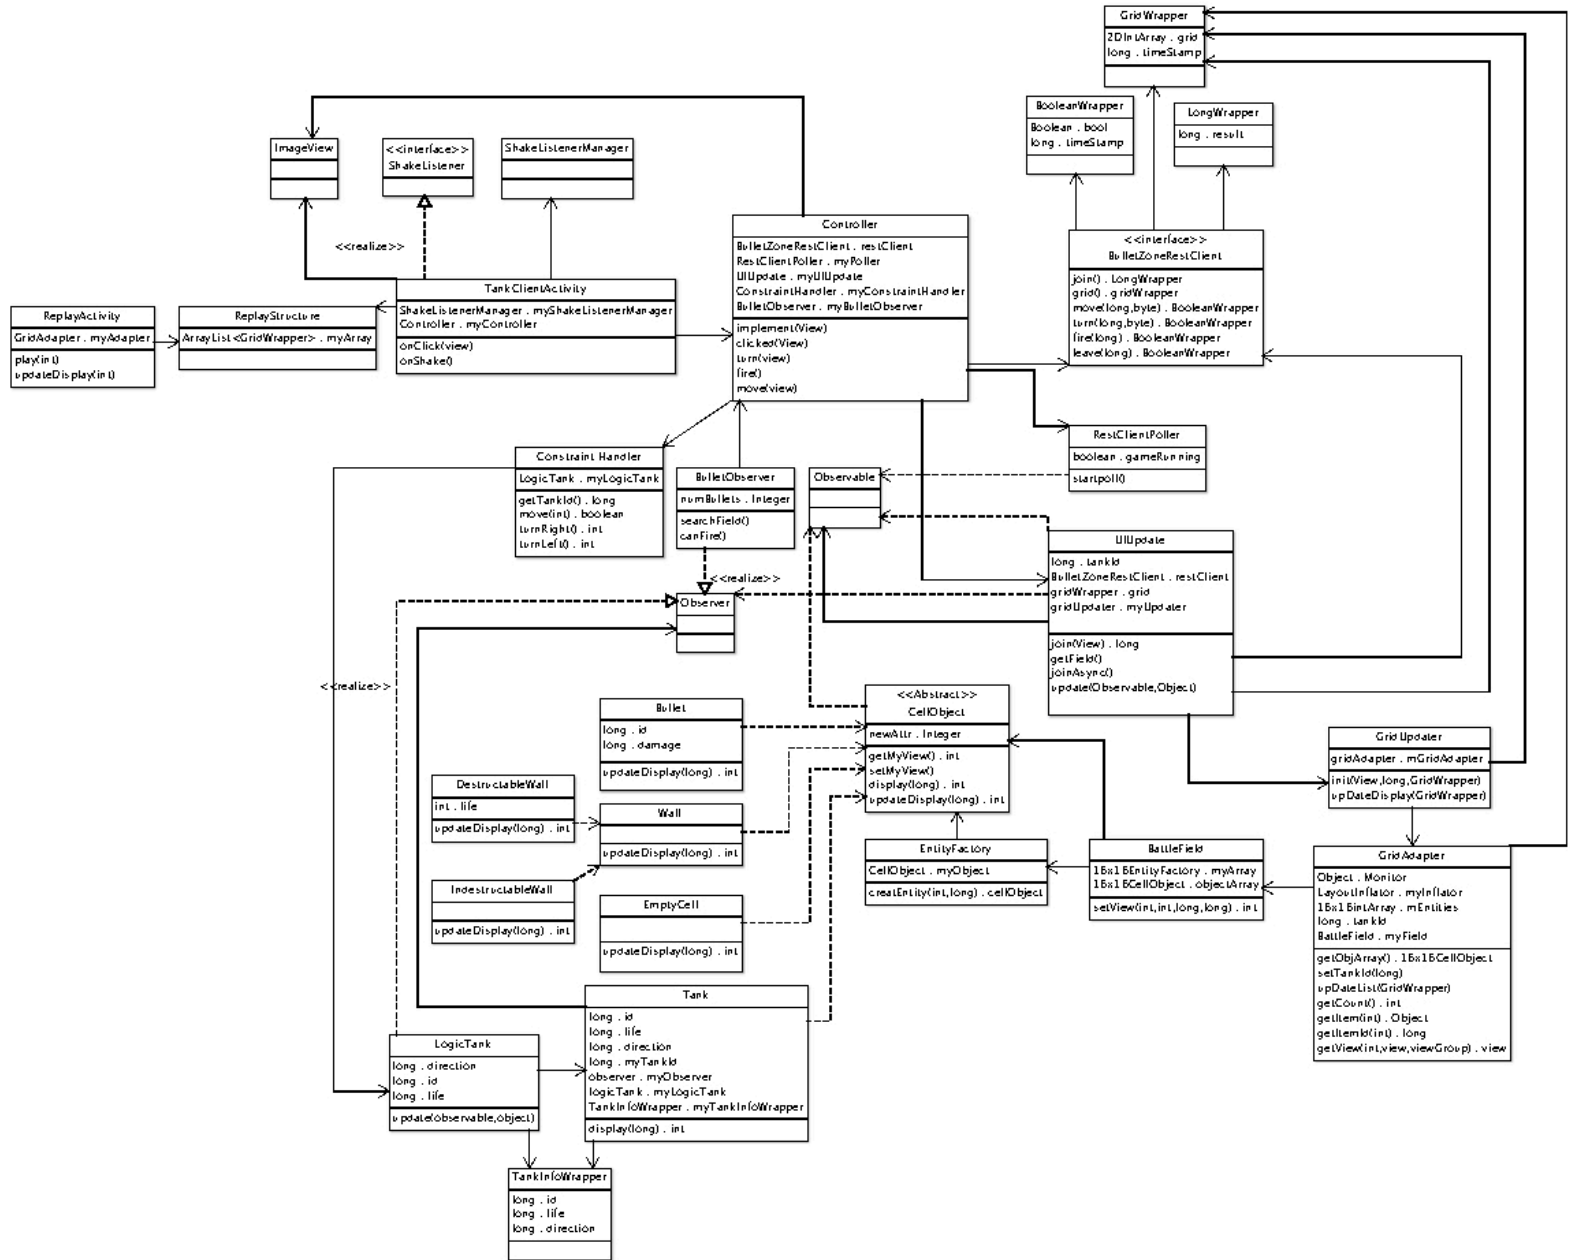 GridWrapper
2DIntArray . grid
long . timeStamp
BooleanWrapper
Boolean . bool
long . timeStamp
LongWrapper
long . result
ImageView
<<interface>>
ShakeListener
ShakeListenerManager
<<realize>>
Controller
BulletZoneRestClient . restClient
RestClientPoller . myPoller
UIUpdate . myUIUpdate
ConstraintHandler . myConstraintHandler
BulletObserver . myBulletObserver
implement(View)
clicked(View)
turn(view)
fire()
move(view)
<<interface>>
BulletZoneRestClient
join() . LongWrapper
grid() . gridWrapper
move(long,byte) . BooleanWrapper
turn(long,byte) . BooleanWrapper
fire(long) . BooleanWrapper
leave(long) . BooleanWrapper
TankClientActivity
ShakeListenerManager . myShakeListenerManager
Controller . myController
onClick(view)
onShake()
ReplayActivity
GridAdapter . myAdapter
play(int)
updateDisplay(int)
ReplayStructure
ArrayList<GridWrapper> . myArray
RestClientPoller
boolean . gameRunning
startpoll()
Constraint Handler
LogicTank . myLogicTank
getTankId() . long
move(int) . boolean
turnRight() . int
turnLeft() . int
BulletObserver
numBullets . Integer
searchField()
canFire()
Observable
<<realize>>
Observer
UIUpdate
long . tankId
BulletZoneRestClient . restClient
gridWrapper . grid
gridUpdater . myUpdater
join(View) . long
getField()
joinAsync()
update(Observable,Object)
<<realize>>
Bullet
long . id
long . damage
updateDisplay(long) . int
<<Abstract>>
CellObject
newAttr . Integer
getMyView() . int
setMyView()
display(long) . int
updateDisplay(long) . int
GridUpdater
gridAdapter . mGridAdapter
init(View,long,GridWrapper)
upDateDisplay(GridWrapper)
DestructableWall
int . life
updateDisplay(long) . int
Wall
updateDisplay(long) . int
IndestructableWall
updateDisplay(long) . int
EmptyCell
updateDisplay(long) . int
EntityFactory
CellObject . myObject
creatEntity(int,long) . cellObject
BattleField
16x16EntityFactory . myArray
16x16CellObject . objectArray
setView(int,int,long,long) . int
GridAdapter
Object . Monitor
LayoutInflator . myInflator
16x16intArray . mEntities
long . tankId
BattleField . myField
getObjArray() . 16x16CellObject
setTankId(long)
upDateList(GridWrapper)
getCount() . int
getItem(int) . Object
getItemId(int) . long
getView(int,view,viewGroup) . view
Tank
long . id
long . life
long . direction
long . myTankId
observer . myObserver
logicTank . myLogicTank
TankInfoWrapper . myTankInfoWrapper
display(long) . int
LogicTank
long . direction
long . id
long . life
update(observable,object)
TankInfoWrapper
long . id
long . life
long . direction